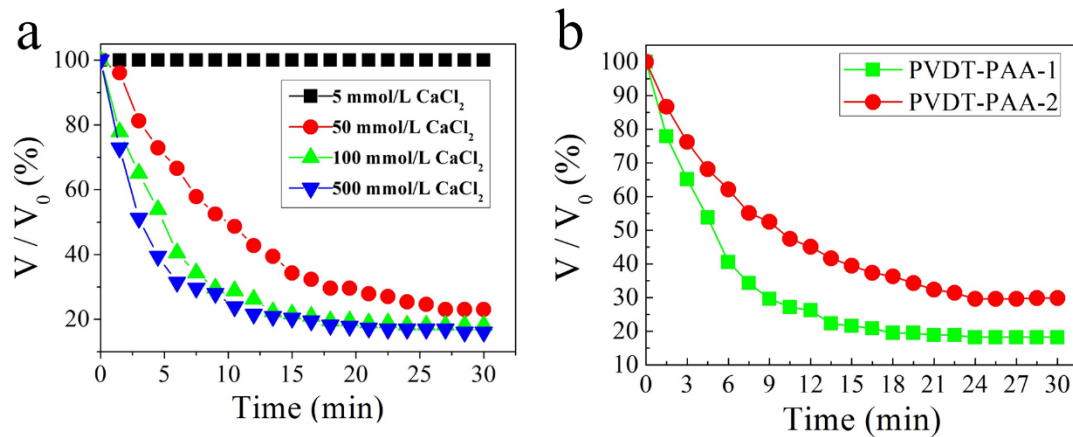 a
100
80
60
40
20
V / V₀ (%)
0 5 10 15 20 25 30
Time (min)
5 mmol/L CaCl₂
50 mmol/L CaCl₂
100 mmol/L CaCl₂
500 mmol/L CaCl₂
b
100
90
80
70
60
50
40
30
20
10
V / V₀ (%)
0 3 6 9 12 15 18 21 24 27 30
Time (min)
PVDT-PAA-1
PVDT-PAA-2